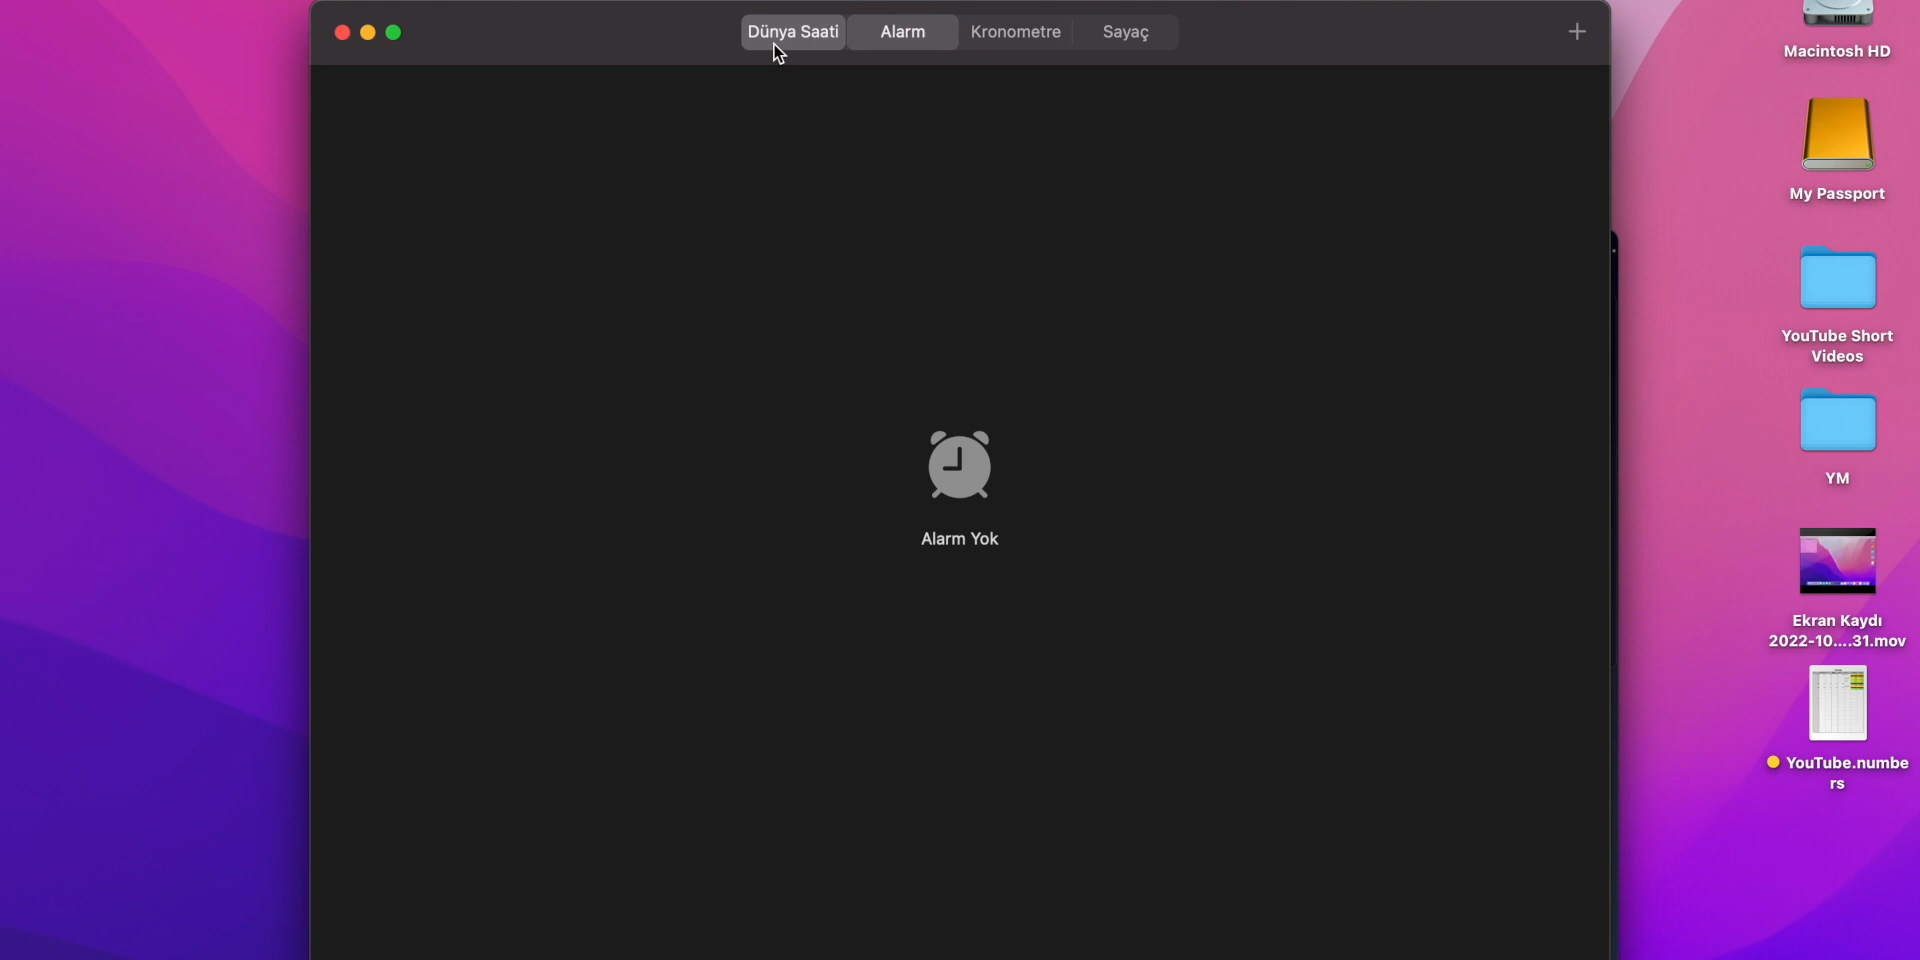 Dünya Saati
Alarm
Kronometre
Sayaç
Alarm Yok
Macintosh HD
My Passport
YouTube Short
Videos
YM
Ekran Kaydı
2022-10....31.mov
YouTube.numbe
rs